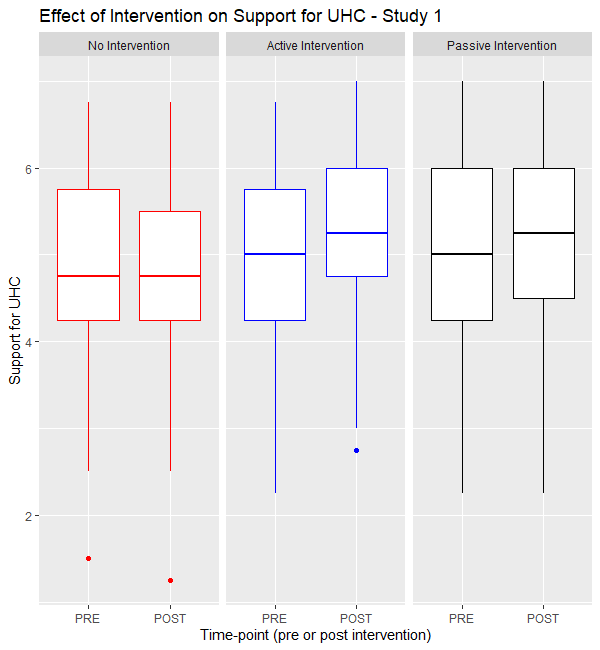 Effect of Intervention on Support for UHC - Study 1
No Intervention
Active Intervention
Passive Intervention
Support for UHC
6
4
2
PRE
POST
PRE
POST
PRE
POST
Time-point (pre or post intervention)